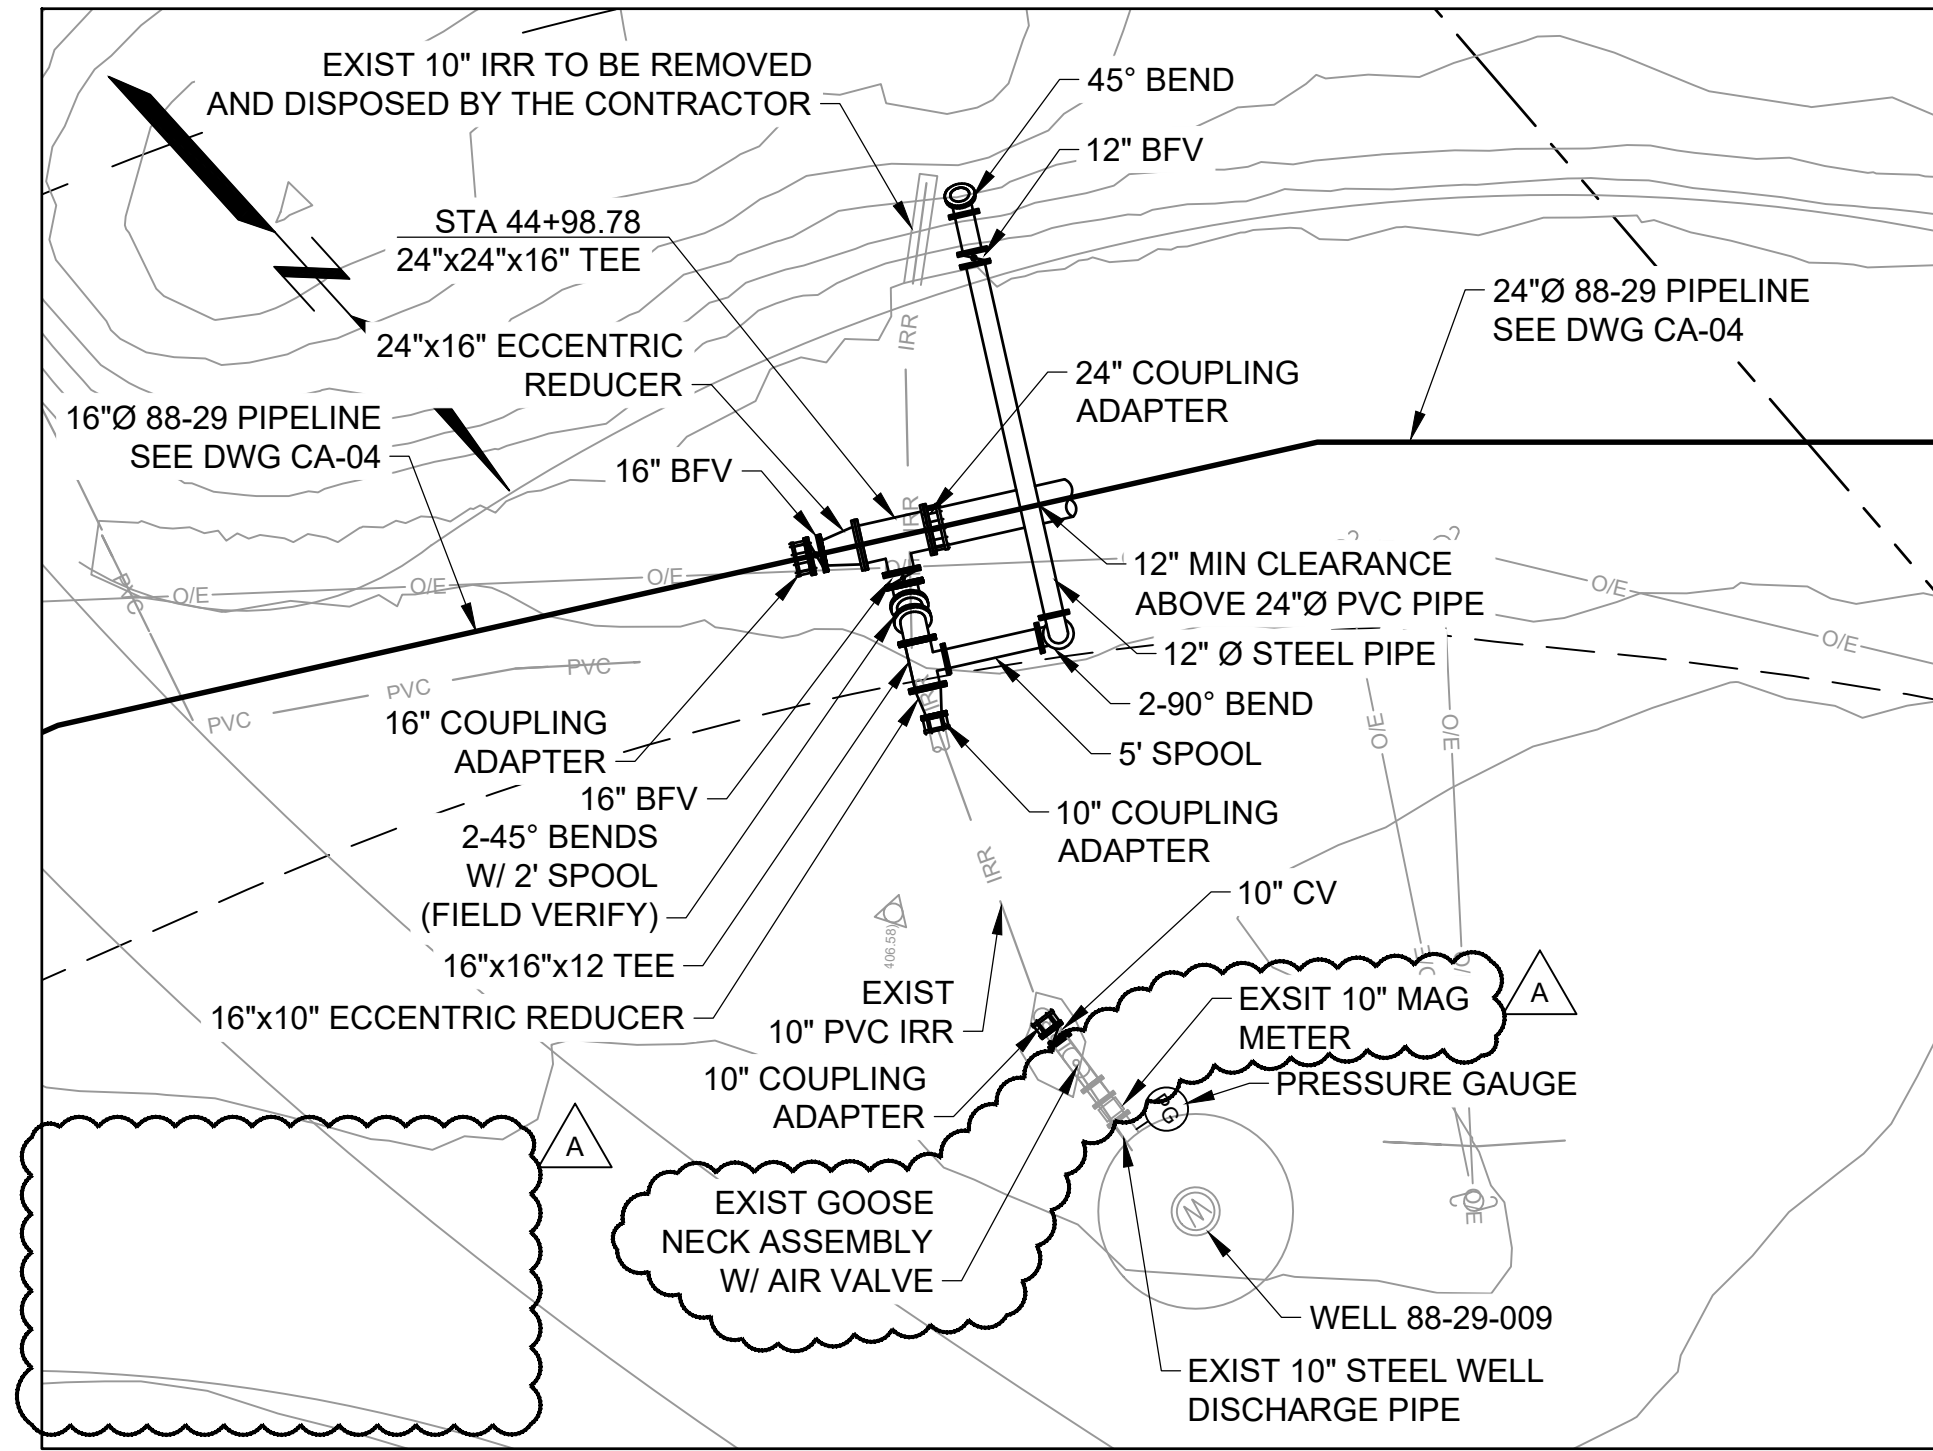 EXIST 10" IRR TO BE REMOVED
AND DISPOSED BY THE CONTRACTOR
45° BEND
12" BFV
STA 44+98.78
24"x24"x16" TEE
24"Ø 88-29 PIPELINE
SEE DWG CA-04
24"x16" ECCENTRIC
REDUCER
IRR
24" COUPLING
ADAPTER
16"Ø 88-29 PIPELINE
SEE DWG CA-04
16" BFV
IRR
12" MIN CLEARANCE
ABOVE 24"Ø PVC PIPE
O/E
O/E
O/E
O/E
O/E
PVC
12" Ø STEEL PIPE
PVC
PVC
PVC
2-90° BEND
IRR
16" COUPLING
ADAPTER
5' SPOOL
O/E
O/E
16" BFV
10" COUPLING
ADAPTER
2-45° BENDS
W/ 2' SPOOL
(FIELD VERIFY)
IRR
10" CV
406.58)
16"x16"x12 TEE
O/E
O/
EXIST
10" PVC IRR
16"x10" ECCENTRIC REDUCER
EXSIT 10" MAG
METER
A
10" COUPLING
ADAPTER
PRESSURE GAUGE
PG
A
EXIST GOOSE
NECK ASSEMBLY
W/ AIR VALVE
W
O/E
WELL 88-29-009
EXIST 10" STEEL WELL
DISCHARGE PIPE